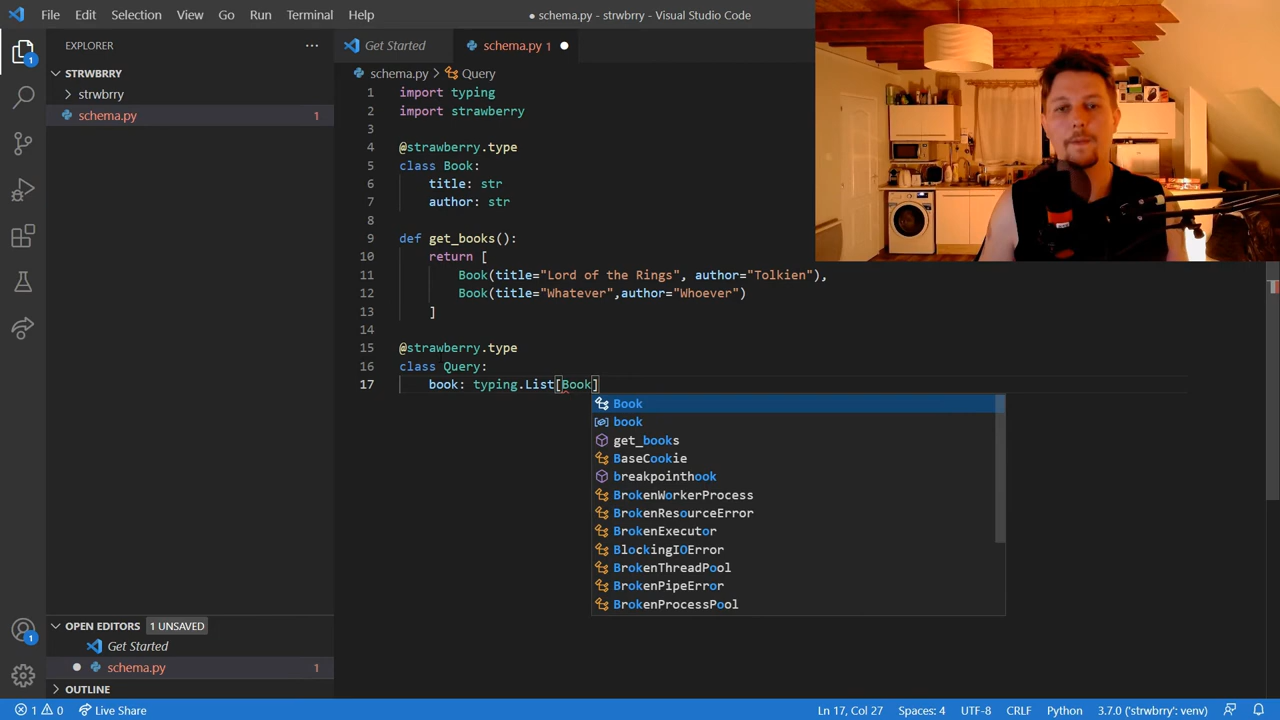 File Edit Selection View Go Run Terminal Help
● schema.py - strwbrry - Visual Studio Code
EXPLORER ···
Get Started
schema.py 1 ●
1
STRWBRRY
strwbrry
schema.py 1
schema.py > Query
1 import typing
2 import strawberry
3
4 @strawberry.type
5 class Book:
6 title: str
7 author: str
8
9 def get_books():
10 return [
11 Book(title="Lord of the Rings", author="Tolkien"),
12 Book(title="Whatever",author="Whoever")
13 ]
14
15 @strawberry.type
16 class Query:
17 book: typing.List[Book]
Book
book
get_books
BaseCookie
breakpointhook
BrokenWorkerProcess
BrokenResourceError
BrokenExecutor
BlockingIOError
BrokenThreadPool
BrokenPipeError
BrokenProcessPool
OPEN EDITORS 1 UNSAVED
Get Started
● schema.py 1
OUTLINE
1
1 0 Live Share
Ln 17, Col 27 Spaces: 4 UTF-8 CRLF Python 3.7.0 ('strwbrry': venv)